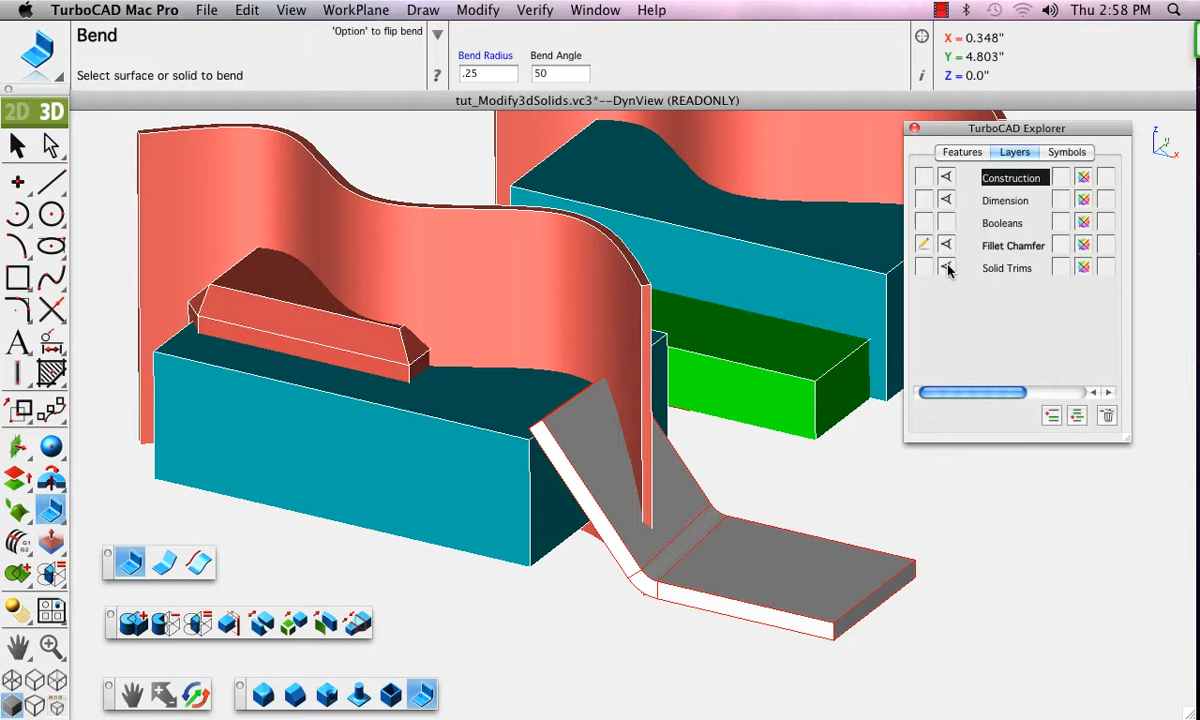 TurboCAD Mac Pro File Edit View WorkPlane Draw Modify Verify Window Help Thu 2:58 PM
Bend
'Option' to flip bend
Select surface or solid to bend
?
Bend Radius Bend Angle
.25 50
i
X = 0.348"
Y = 4.803"
Z = 0.0"
tut_Modify3dSolids.vc3*--DynView (READONLY)
2D 3D
A
G1
G2
TurboCAD Explorer
Features Layers Symbols
Construction
Dimension
Booleans
Fillet Chamfer
Solid Trims
z
y
x